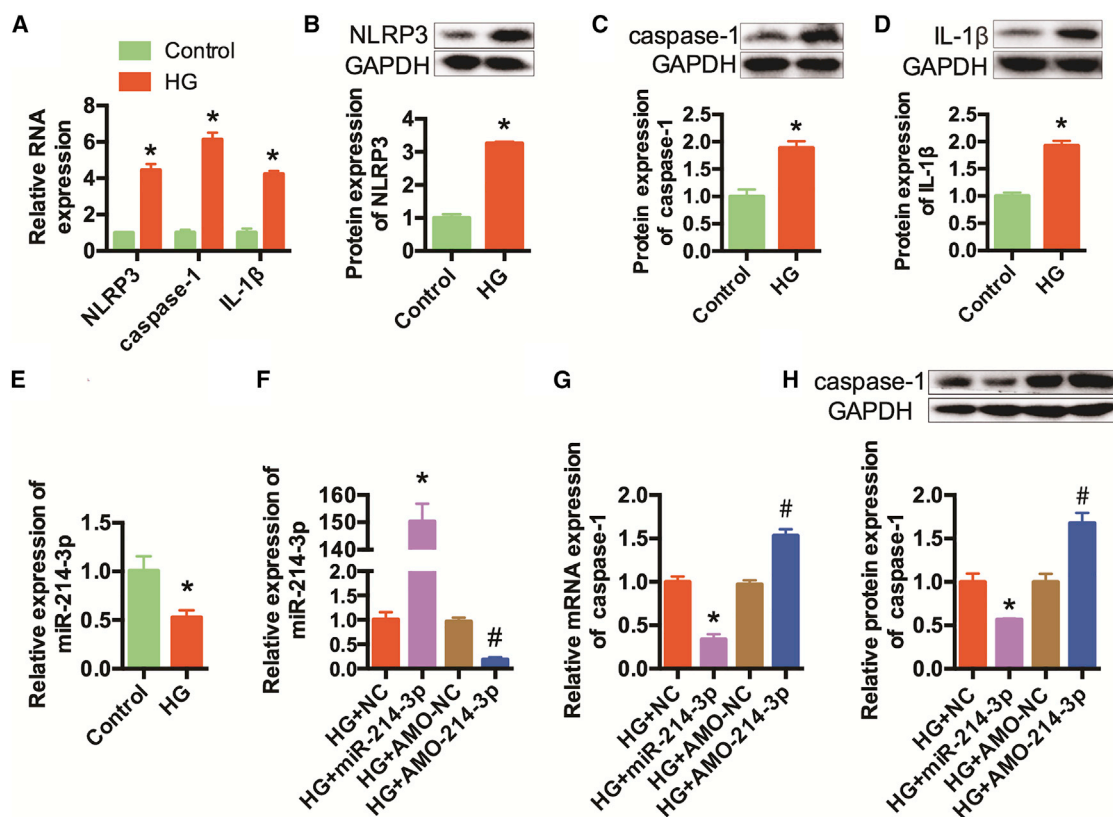 A
Control
HG
Relative RNA
expression
8
6
4
2
0
*
*
*
NLRP3
caspase-1
IL-1β
B
NLRP3
GAPDH
Protein expression
of NLRP3
4
3
2
1
0
*
Control
HG
C
caspase-1
GAPDH
Protein expression
of caspase-1
2.5
2.0
1.5
1.0
0.5
0.0
*
Control
HG
D
IL-1β
GAPDH
Protein expression
of IL-1β
2.5
2.0
1.5
1.0
0.5
0.0
*
Control
HG
E
Relative expression of
miR-214-3p
1.5
1.0
0.5
0.0
*
Control
HG
F
Relative expression of
miR-214-3p
160
150
140
2.0
1.5
1.0
0.5
0.0
*
#
HG+NC
HG+miR-214-3p
HG+AMO-NC
HG+AMO-214-3p
G
Relative mRNA expression
of caspase-1
2.0
1.5
1.0
0.5
0.0
*
#
HG+NC
HG+miR-214-3p
HG+AMO-NC
HG+AMO-214-3p
H
caspase-1
GAPDH
Relative protein expression
of caspase-1
2.0
1.5
1.0
0.5
0.0
*
#
HG+NC
HG+miR-214-3p
HG+AMO-NC
HG+AMO-214-3p